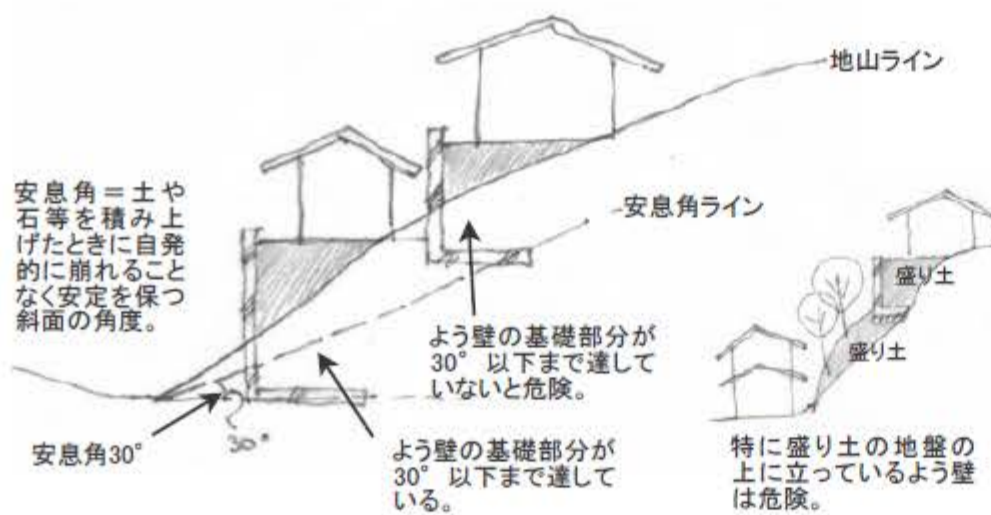 地山ライン
安息角＝土や
石等を積み上
げたときに自発
的に崩れること
なく安定を保つ
斜面の角度。
安息角ライン
盛り土
盛り土
よう壁の基礎部分が
30° 以下まで達して
いないと危険。
安息角30°
30°
よう壁の基礎部分が
30° 以下まで達して
いる。
特に盛り土の地盤の
上に立っているよう壁
は危険。